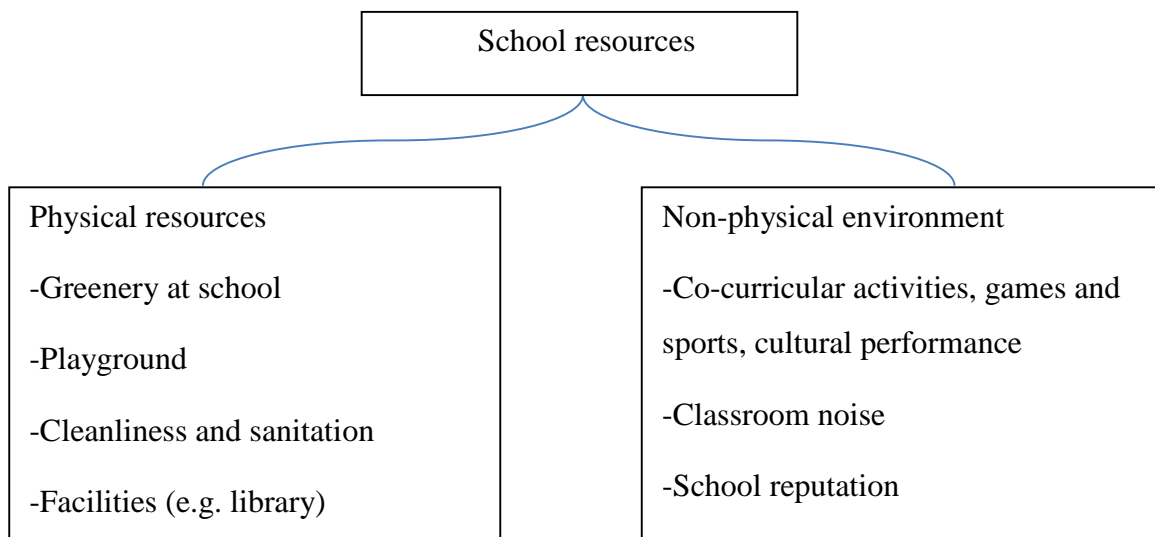 School resources
Physical resources
-Greenery at school
-Playground
-Cleanliness and sanitation
-Facilities (e.g. library)
Non-physical environment
-Co-curricular activities, games and
sports, cultural performance
-Classroom noise
-School reputation